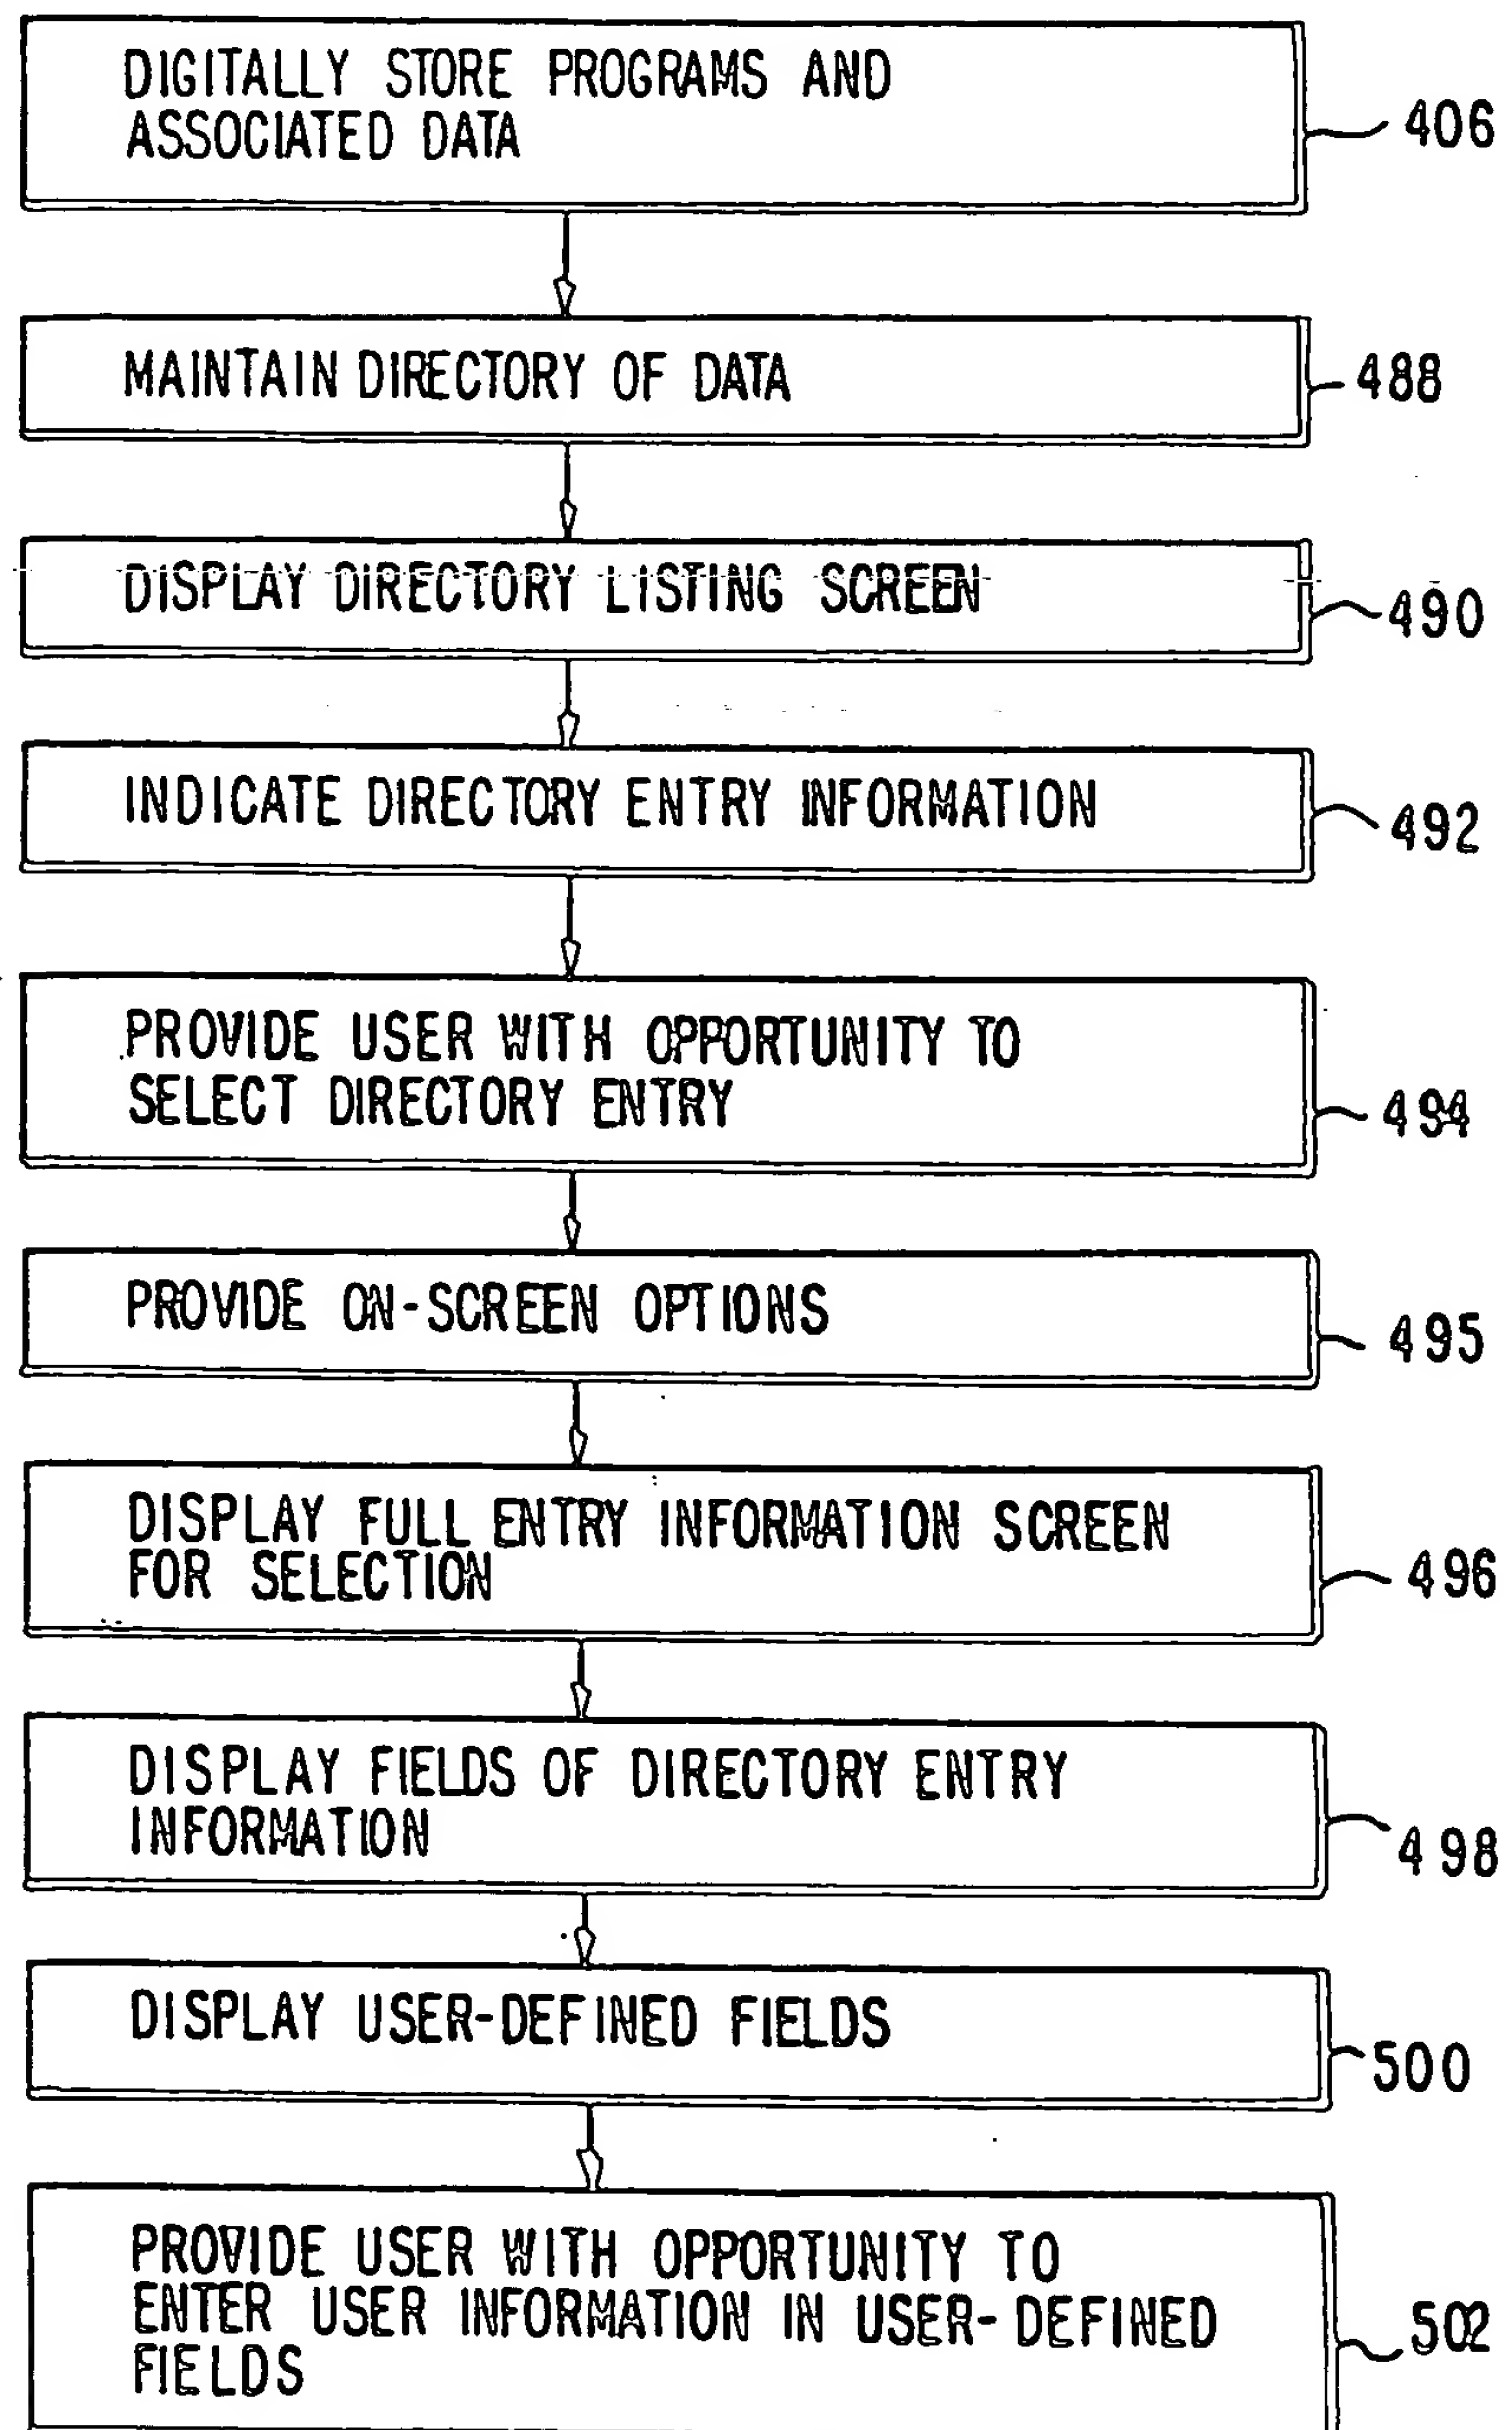 DIGITALLY STORE PROGRAMS AND
ASSOCIATED DATA
406
MAINTAIN DIRECTORY OF DATA
488
DISPLAY DIRECTORY LISTING SCREEN
490
INDICATE DIRECTORY ENTRY INFORMATION
492
PROVIDE USER WITH OPPORTUNITY TO
SELECT DIRECTORY ENTRY
494
PROVIDE ON-SCREEN OPTIONS
495
DISPLAY FULL ENTRY INFORMATION SCREEN
FOR SELECTION
496
DISPLAY FIELDS OF DIRECTORY ENTRY
INFORMATION
498
DISPLAY USER-DEFINED FIELDS
500
PROVIDE USER WITH OPPORTUNITY TO
ENTER USER INFORMATION IN USER-DEFINED
FIELDS
502